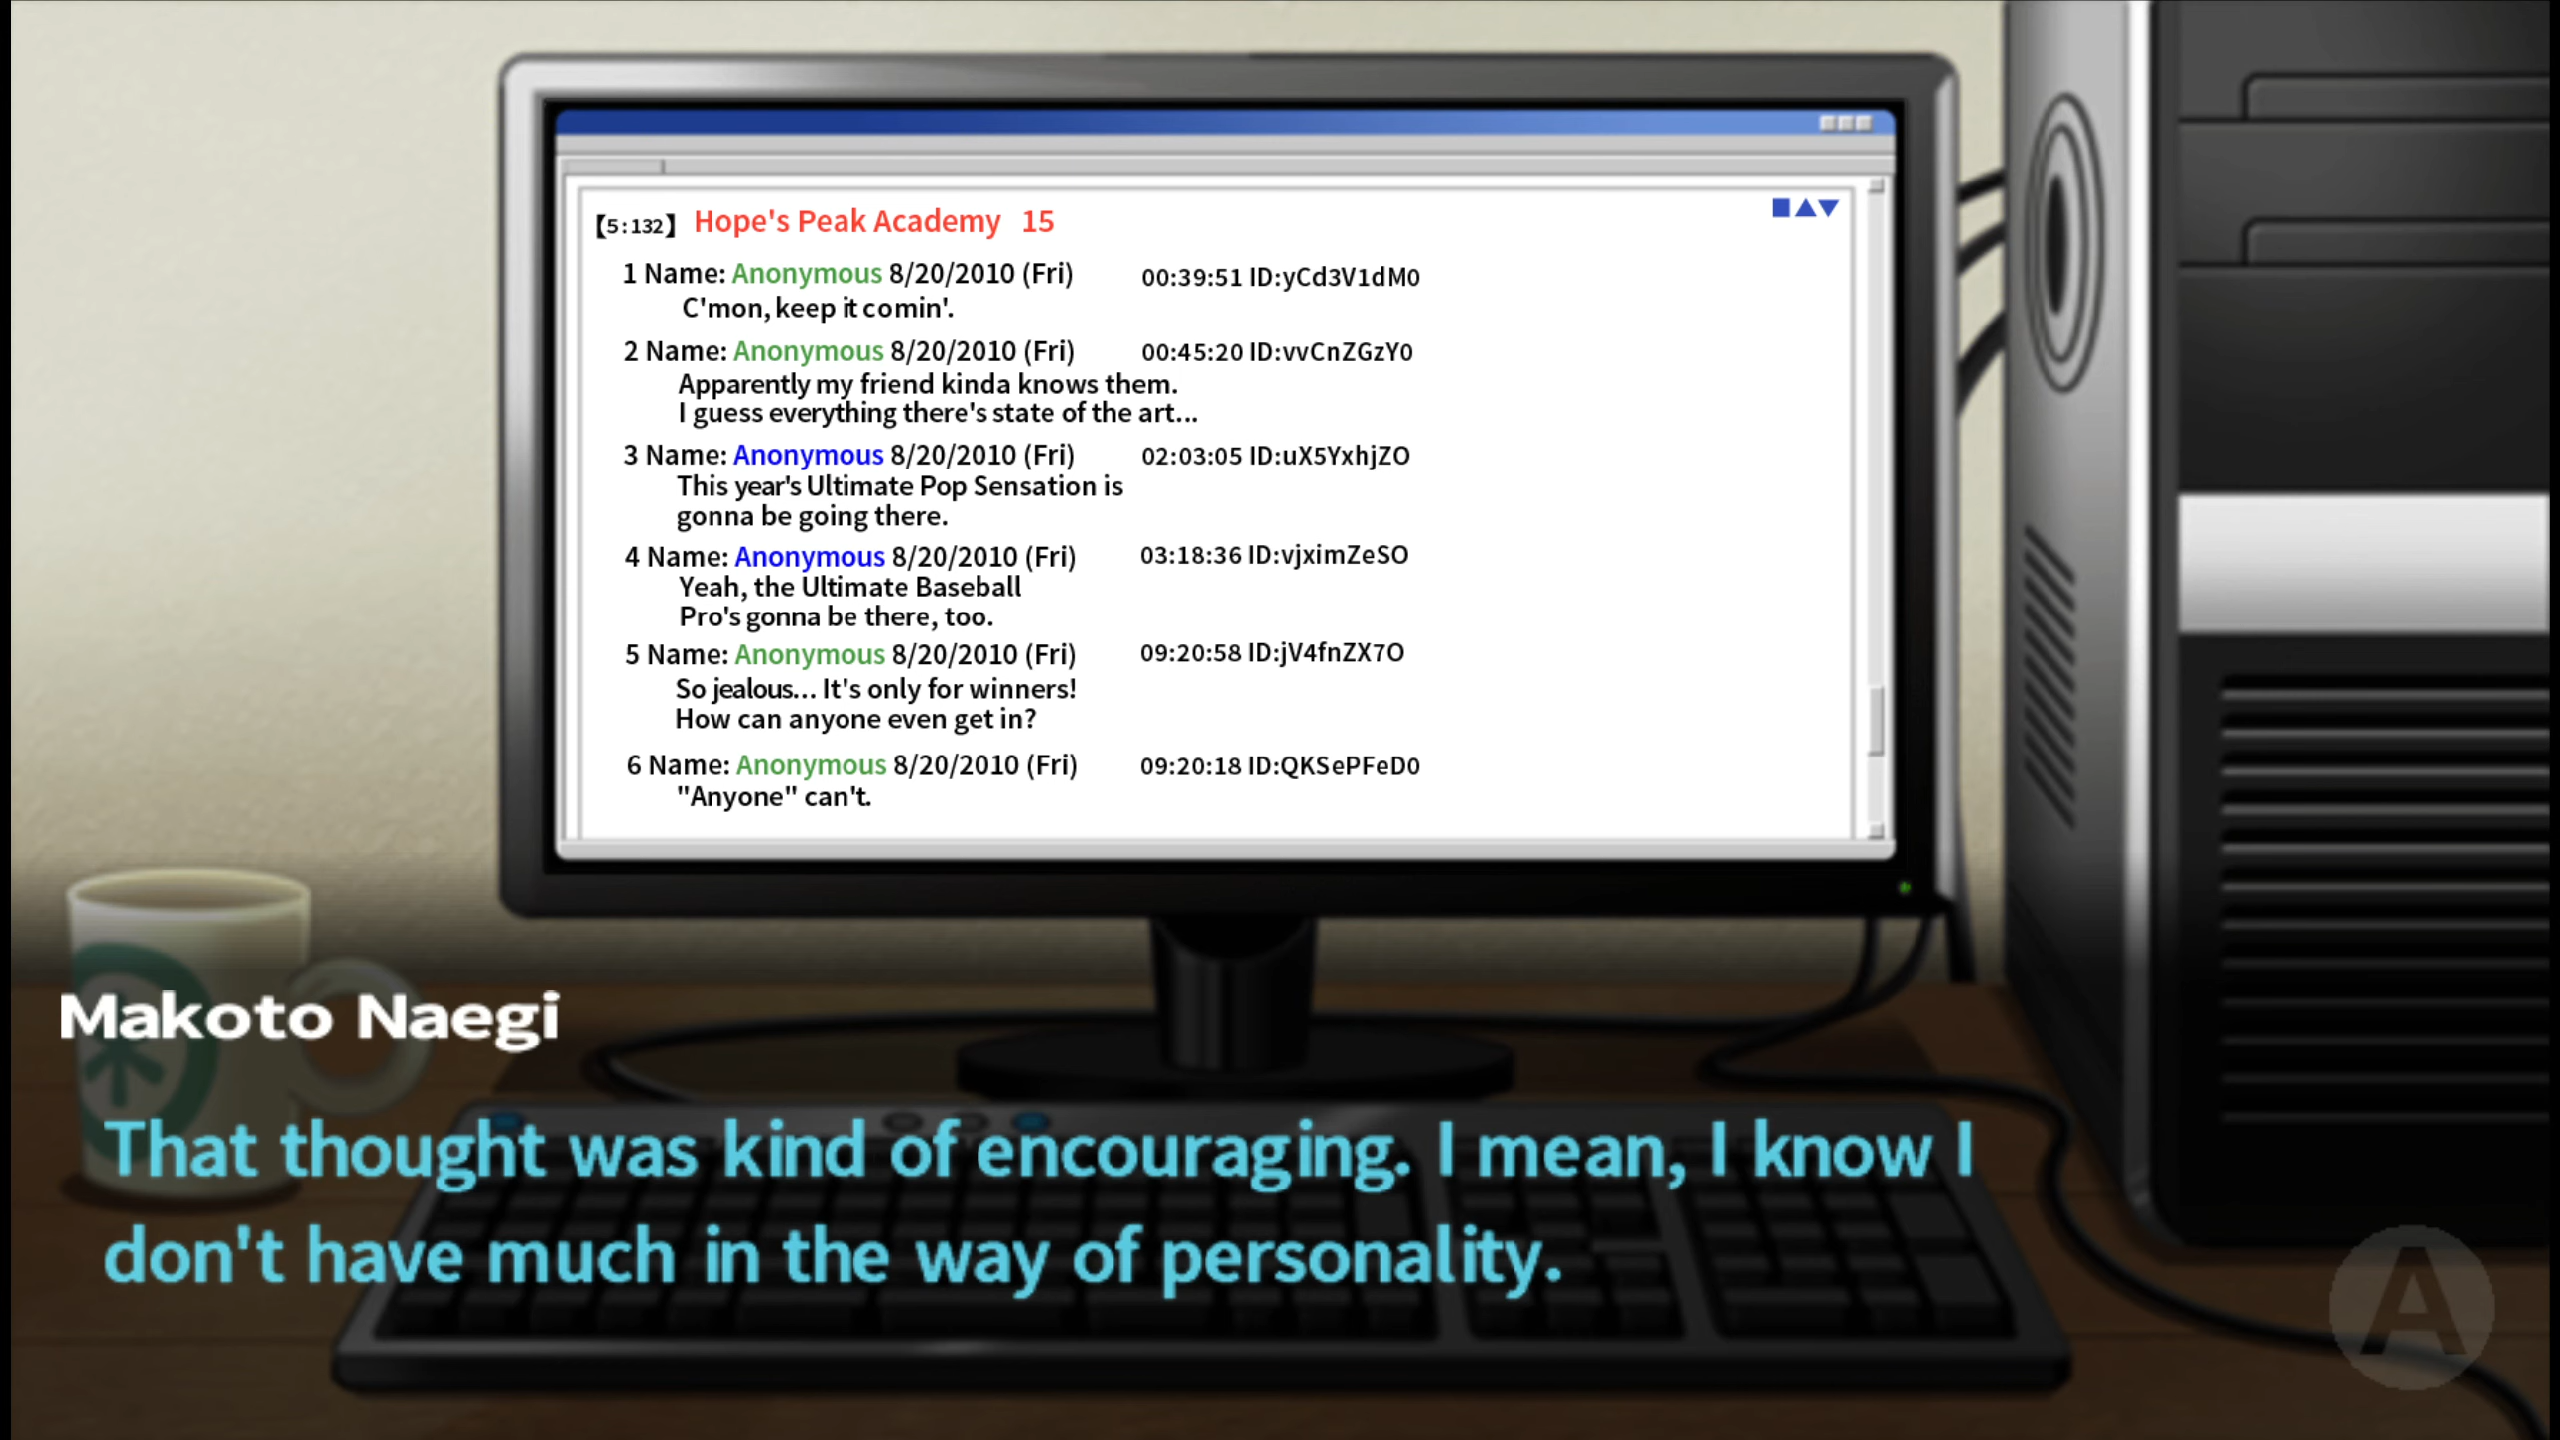 【5:132】 Hope's Peak Academy 15
1 Name: Anonymous 8/20/2010 (Fri) 00:39:51 ID:yCd3V1dM0
C'mon, keep it comin'.
2 Name: Anonymous 8/20/2010 (Fri) 00:45:20 ID:vvCnZGzY0
Apparently my friend kinda knows them.
I guess everything there's state of the art...
3 Name: Anonymous 8/20/2010 (Fri) 02:03:05 ID:uX5YxhjZO
This year's Ultimate Pop Sensation is
gonna be going there.
4 Name: Anonymous 8/20/2010 (Fri) 03:18:36 ID:vjximZeSO
Yeah, the Ultimate Baseball
Pro's gonna be there, too.
5 Name: Anonymous 8/20/2010 (Fri) 09:20:58 ID:jV4fnZX7O
So jealous... It's only for winners!
How can anyone even get in?
6 Name: Anonymous 8/20/2010 (Fri) 09:20:18 ID:QKSePFeD0
"Anyone" can't.
Makoto Naegi
That thought was kind of encouraging. I mean, I know I
don't have much in the way of personality.
A